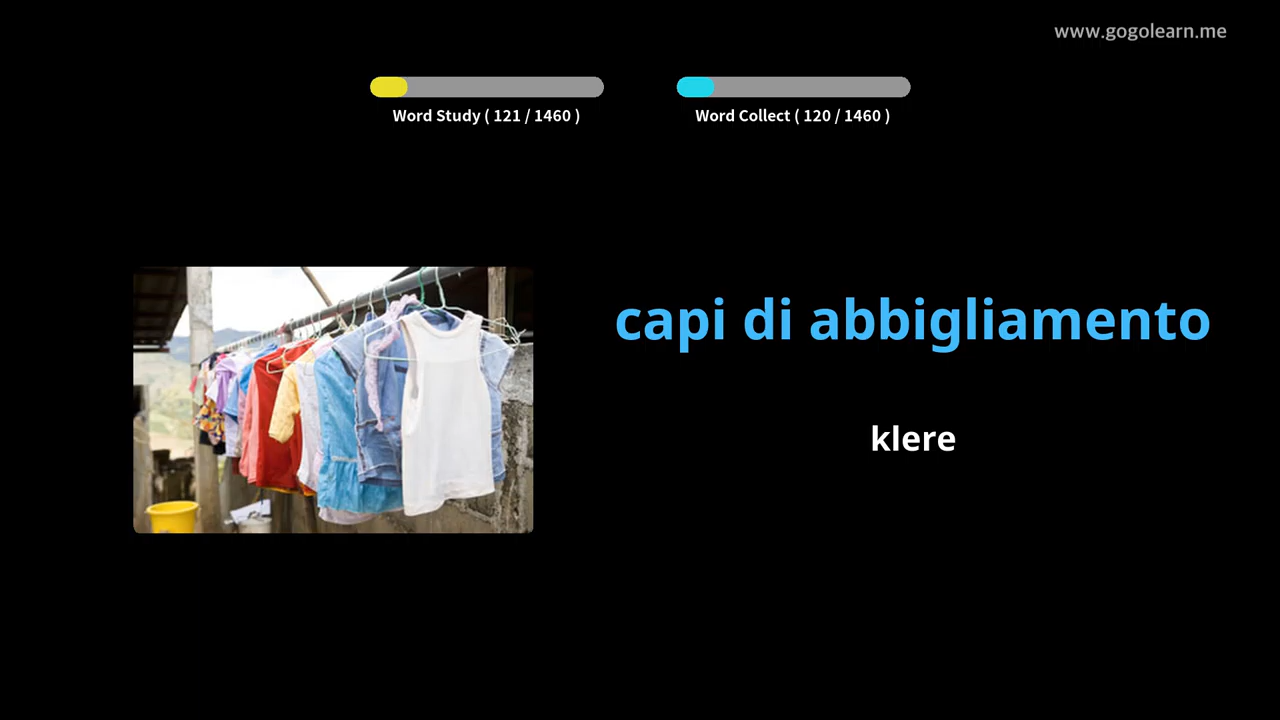 www.gogolearn.me
Word Study ( 121 / 1460 )
Word Collect ( 120 / 1460 )
capi di abbigliamento
klere